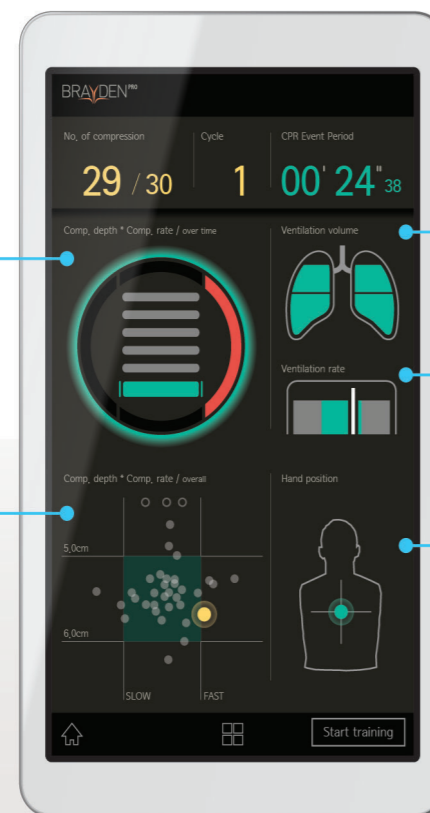 BRAYDEN PRO
No. of compression
Cycle
CPR Event Period
29 / 30
1
00' 24" 38
Comp. depth * Comp. rate / over time
Ventilation volume
Ventilation rate
Comp. depth * Comp. rate / overall
Hand position
5.0cm
6.0cm
SLOW
FAST
Start training